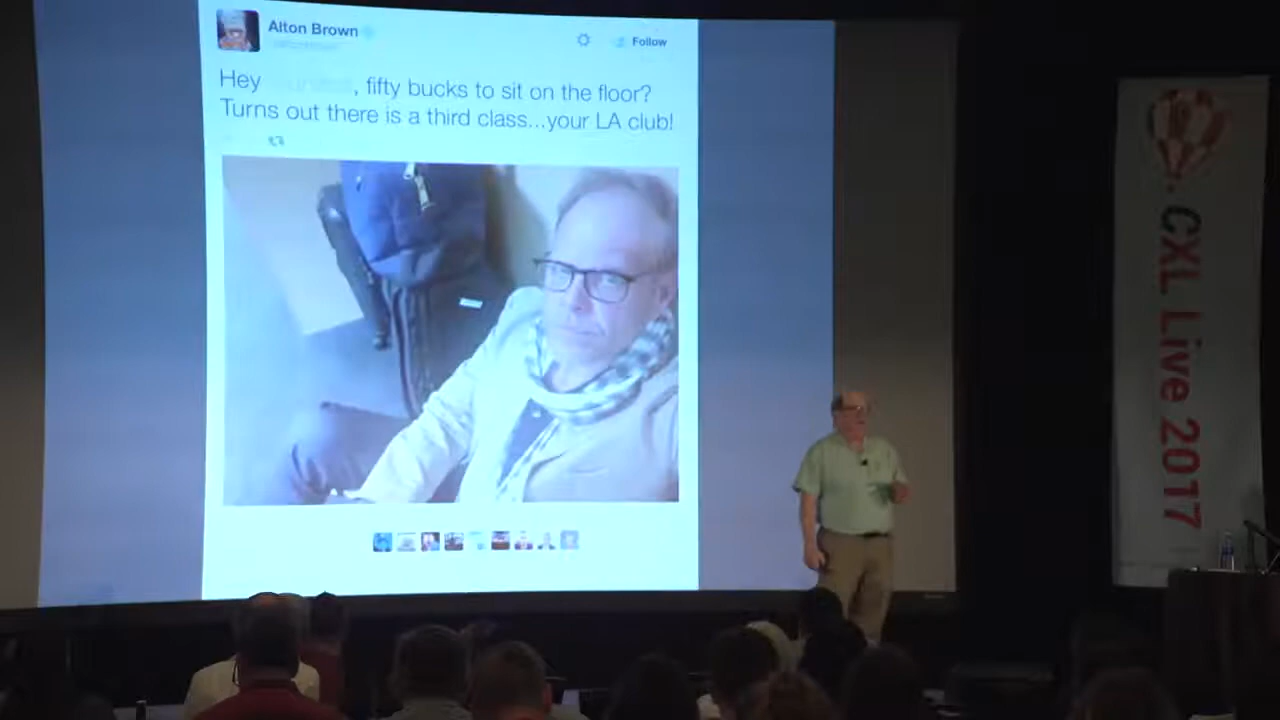 Alton Brown
Follow
Hey , fifty bucks to sit on the floor?
Turns out there is a third class...your LA club!
CXL Live 2017